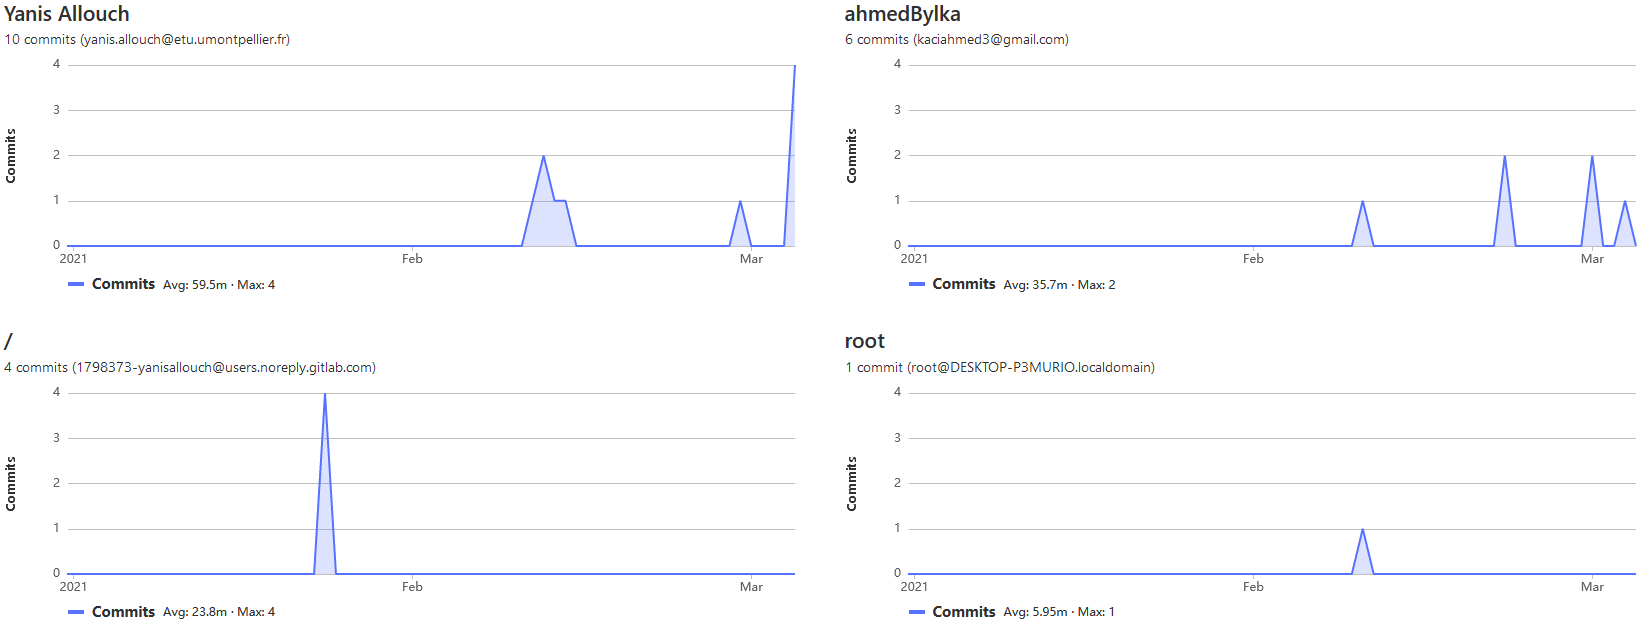 Yanis Allouch
10 commits (yanis.allouch@etu.umontpellier.fr)
4
3
2
1
0
Commits
2021 Feb Mar
Commits Avg: 59.5m · Max: 4
ahmedBylka
6 commits (kaciahmed3@gmail.com)
4
3
2
1
0
Commits
2021 Feb Mar
Commits Avg: 35.7m · Max: 2
/
4 commits (1798373-yanisallouch@users.noreply.gitlab.com)
4
3
2
1
0
Commits
2021 Feb Mar
Commits Avg: 23.8m · Max: 4
root
1 commit (root@DESKTOP-P3MURIO.localdomain)
4
3
2
1
0
Commits
2021 Feb Mar
Commits Avg: 5.95m · Max: 1